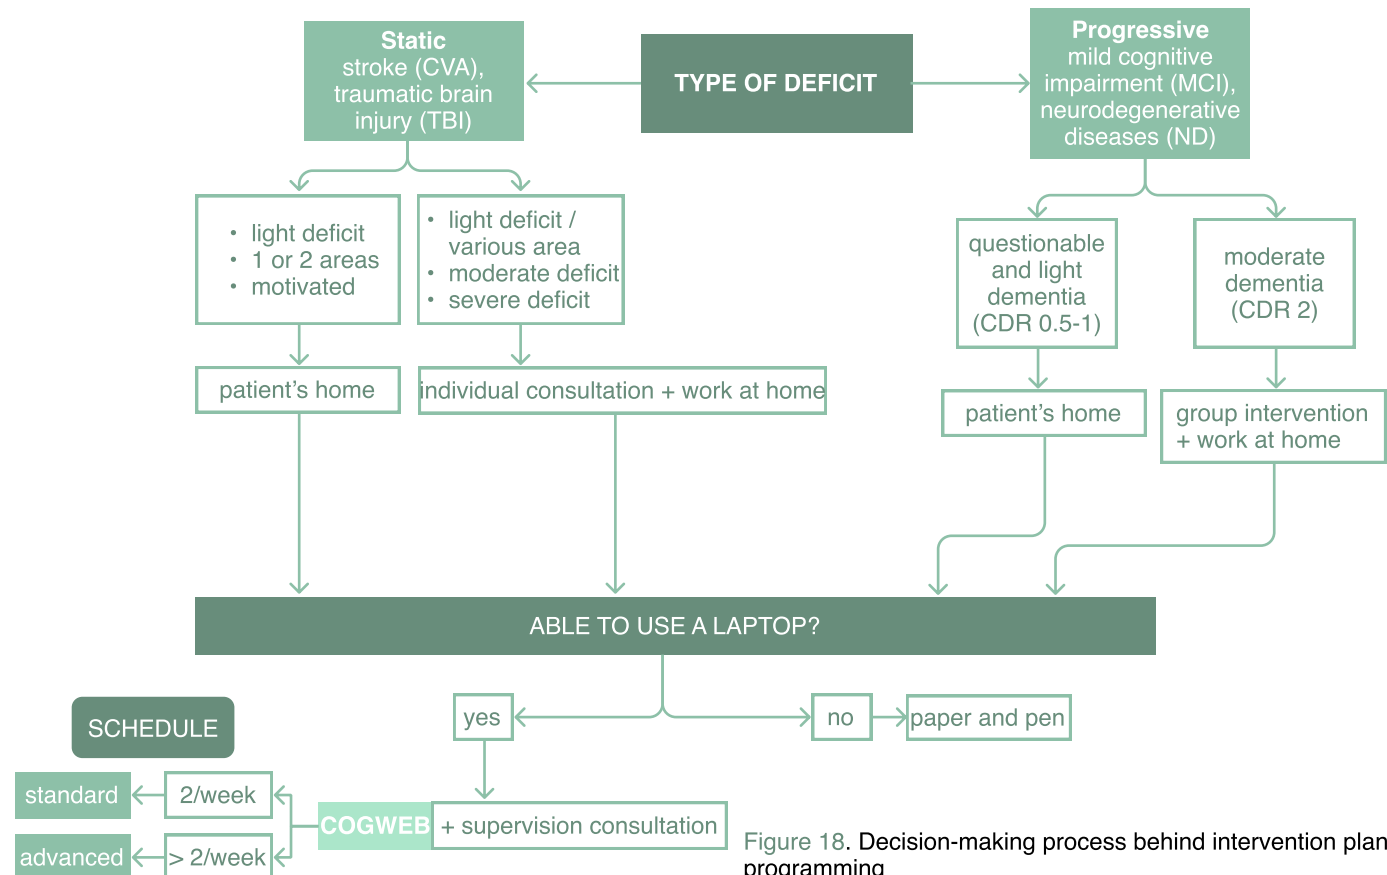 Static
stroke (CVA),
traumatic brain
injury (TBI)
TYPE OF DEFICIT
Progressive
mild cognitive
impairment (MCI),
neurodegenerative
diseases (ND)
• light deficit
• 1 or 2 areas
• motivated
• light deficit /
various area
• moderate deficit
• severe deficit
questionable
and light
dementia
(CDR 0.5-1)
moderate
dementia
(CDR 2)
patient's home
individual consultation + work at home
patient's home
group intervention
+ work at home
ABLE TO USE A LAPTOP?
yes
no
paper and pen
SCHEDULE
standard
2/week
COGWEB
+ supervision consultation
advanced
> 2/week
Figure 18. Decision-making process behind intervention plan
programming